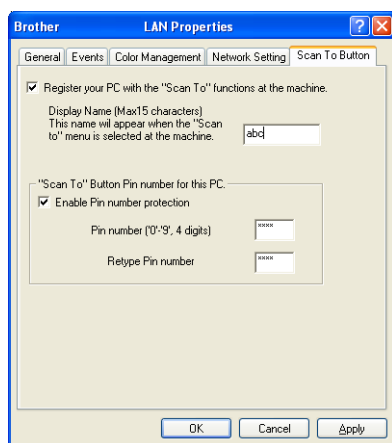 Brother LAN Properties
General Events Color Management Network Setting Scan To Button
Register your PC with the "Scan To" functions at the machine.
Display Name (Max15 characters)
This name wil appear when the "Scan
to" menu is selected at the machine.
abc
"Scan To" Button Pin number for this PC.
Enable Pin number protection
Pin number ('0'-'9', 4 digits) ****
Retype Pin number ****
OK Cancel Apply